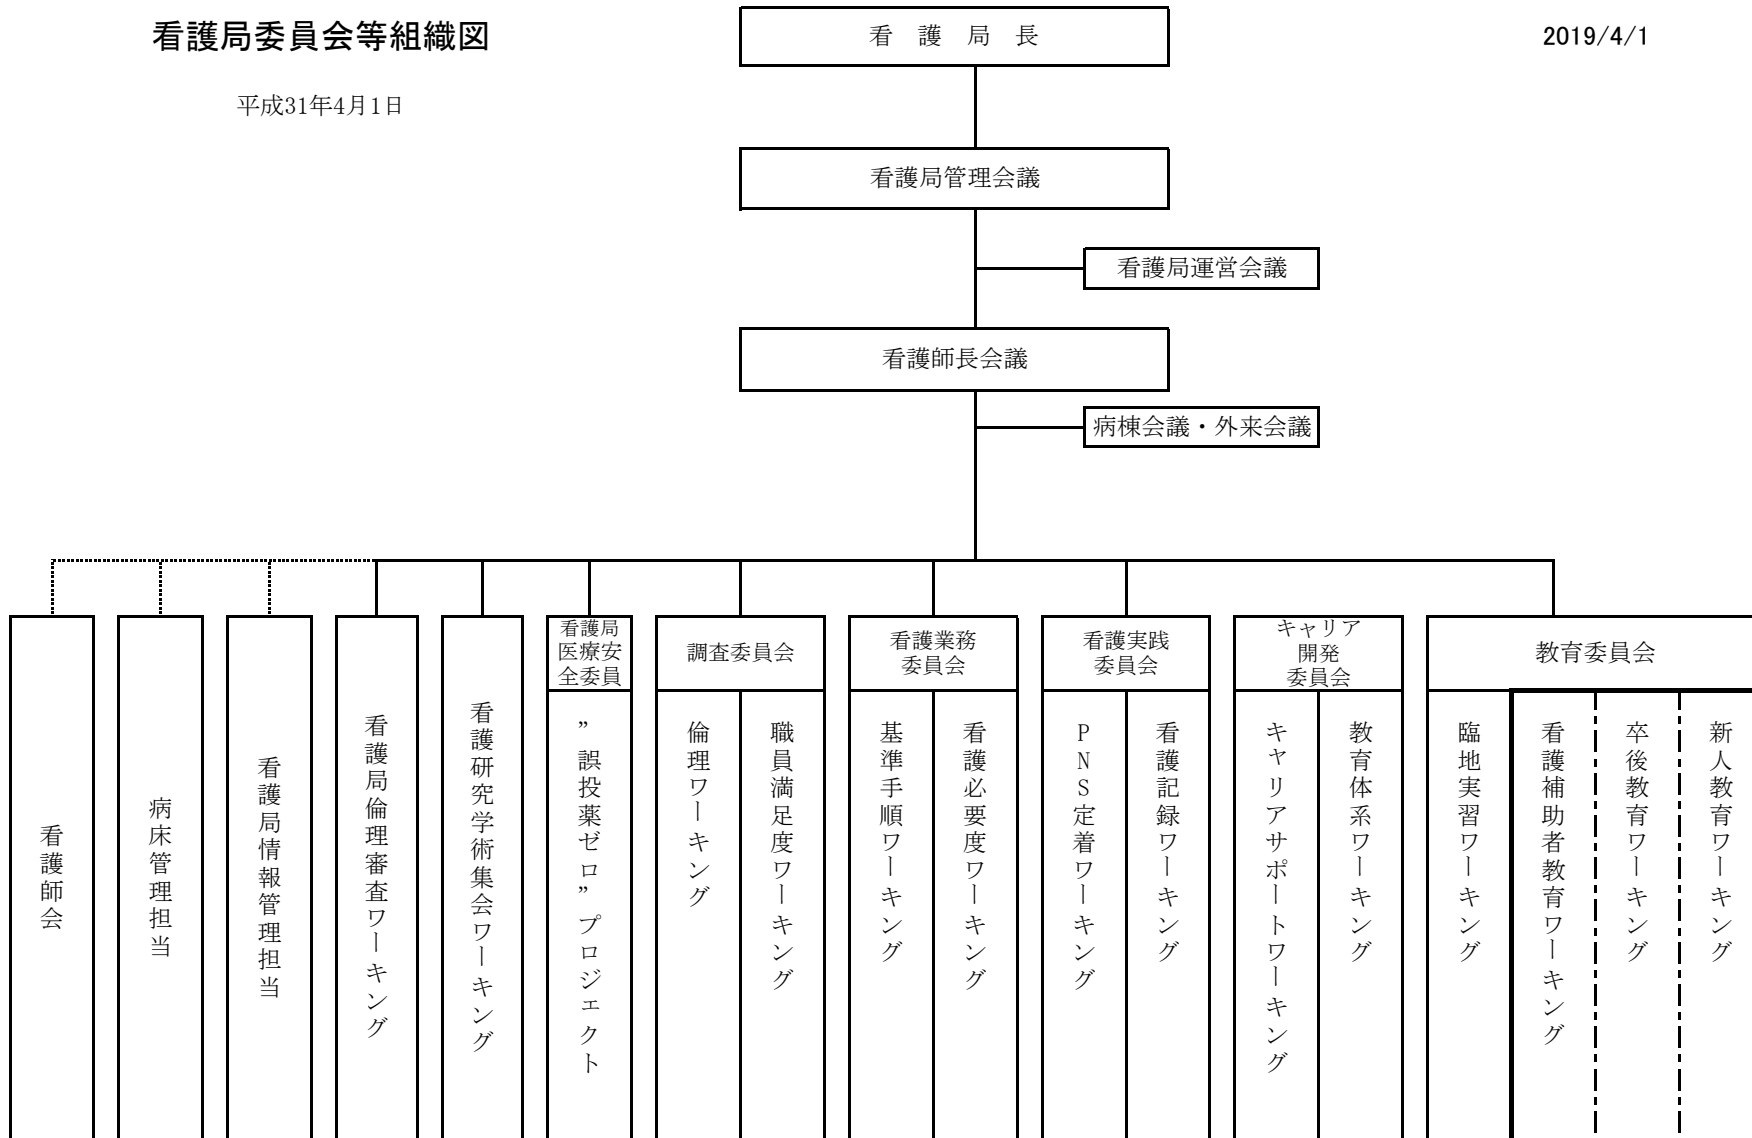 看護局委員会等組織図
看　護　局　長
2019/4/1
平成31年4月1日
看護局管理会議
看護局運営会議
看護師長会議
病棟会議・外来会議
看護師会
病床管理担当
看護局情報管理担当
看護局倫理審査ワーキング
看護研究学術集会ワーキング
看護局
医療安
全委員
”誤投薬ゼロ”プロジェクト
調査委員会
倫理ワーキング
職員満足度ワーキング
看護業務
委員会
基準手順ワーキング
看護必要度ワーキング
看護実践
委員会
PNS定着ワーキング
看護記録ワーキング
キャリア
開発
委員会
キャリアサポートワーキング
教育体系ワーキング
教育委員会
臨地実習ワーキング
看護補助者教育ワーキング
卒後教育ワーキング
新人教育ワーキング